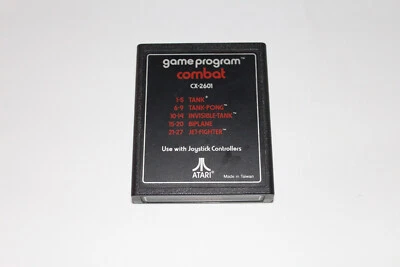 game program™
combat
CX-2601
1-5 TANK®
6-9 TANK-PONG™
10-14 INVISIBLE TANK™
15-20 BIPLANE
21-27 JET-FIGHTER™
Use with Joystick Controllers
ATARI®
Made in Taiwan